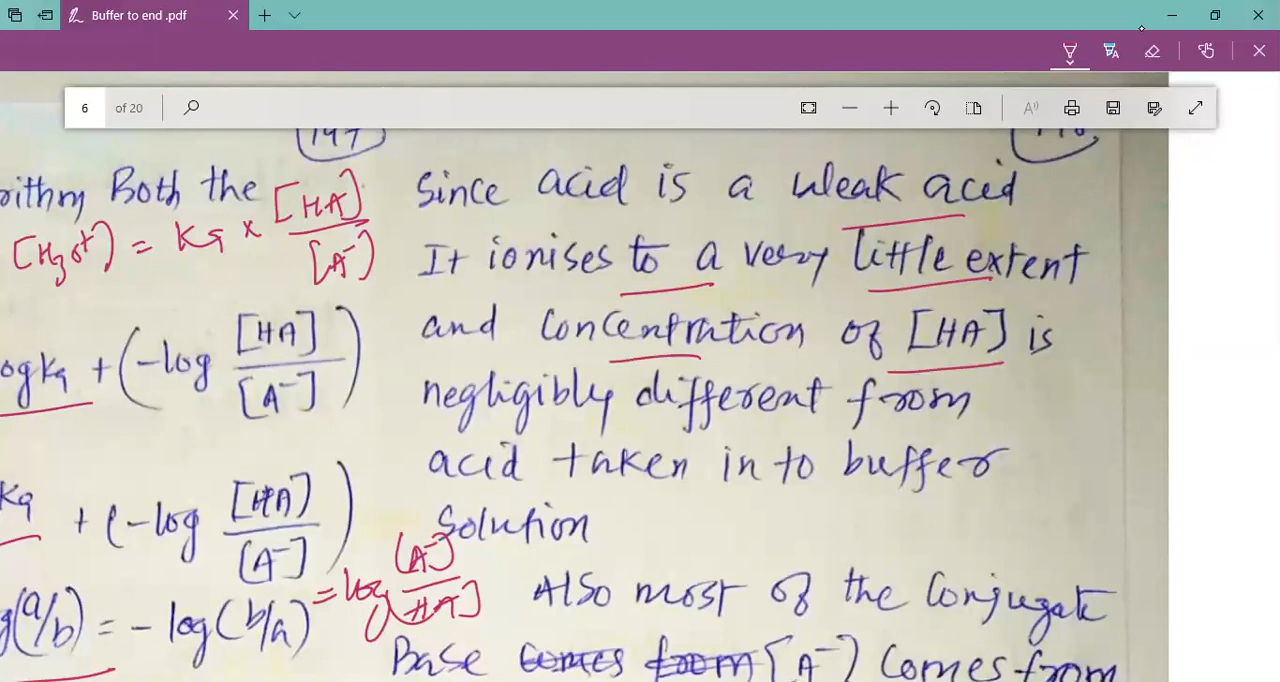 Buffer to end .pdf
6 of 20
147
rithm Both the
[H3O+] = Ka × [HA] / [A-]
ogKa + (-log [HA] / [A-])
Ka + (-log [HA] / [A-])
g(a/b) = - log(b/a) = log [A-] / [HA]
Since acid is a weak acid
It ionises to a very little extent
and concentration of [HA] is
negligibly different from
acid taken in to buffer
Solution
Also most of the Conjugate
Base comes from [A-] comes from